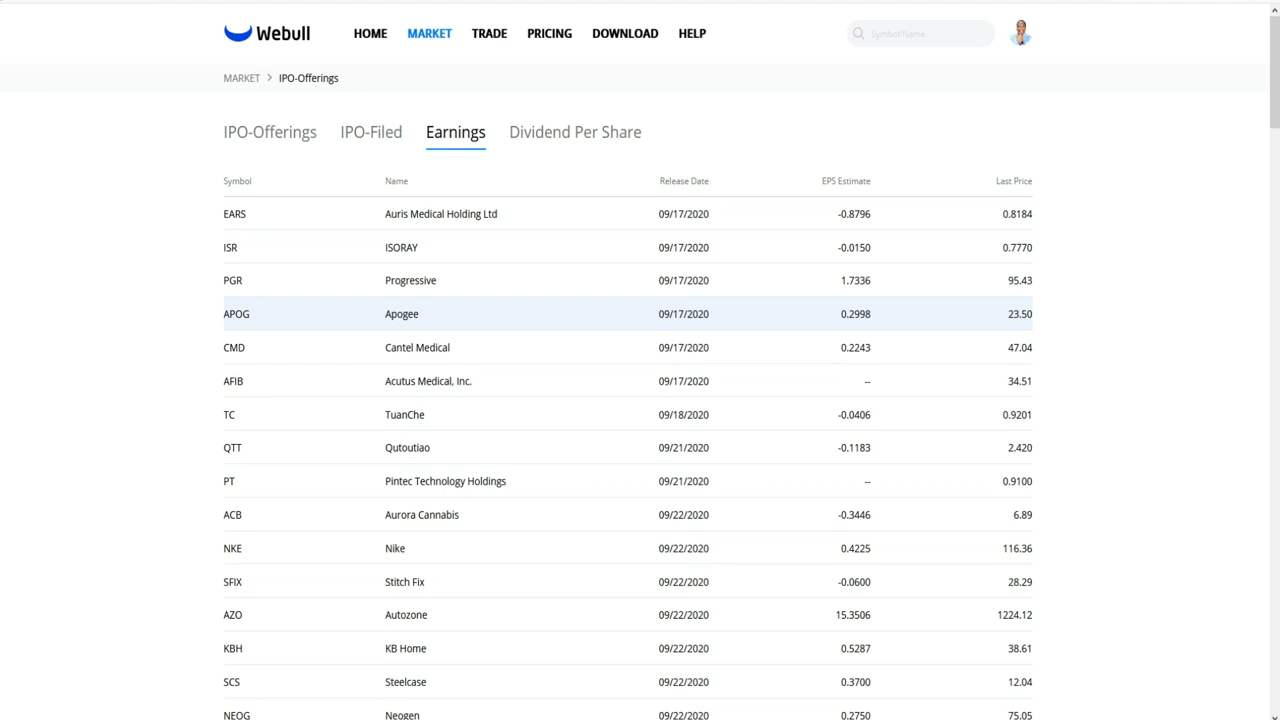 Webull HOME MARKET TRADE PRICING DOWNLOAD HELP Symbol/Name
MARKET > IPO-Offerings
IPO-Offerings IPO-Filed Earnings Dividend Per Share
Symbol Name Release Date EPS Estimate Last Price
EARS Auris Medical Holding Ltd 09/17/2020 -0.8796 0.8184
ISR ISORAY 09/17/2020 -0.0150 0.7770
PGR Progressive 09/17/2020 1.7336 95.43
APOG Apogee 09/17/2020 0.2998 23.50
CMD Cantel Medical 09/17/2020 0.2243 47.04
AFIB Acutus Medical, Inc. 09/17/2020 -- 34.51
TC TuanChe 09/18/2020 -0.0406 0.9201
QTT Qutoutiao 09/21/2020 -0.1183 2.420
PT Pintec Technology Holdings 09/21/2020 -- 0.9100
ACB Aurora Cannabis 09/22/2020 -0.3446 6.89
NKE Nike 09/22/2020 0.4225 116.36
SFIX Stitch Fix 09/22/2020 -0.0600 28.29
AZO Autozone 09/22/2020 15.3506 1224.12
KBH KB Home 09/22/2020 0.5287 38.61
SCS Steelcase 09/22/2020 0.3700 12.04
NEOG Neogen 09/22/2020 0.2750 75.05